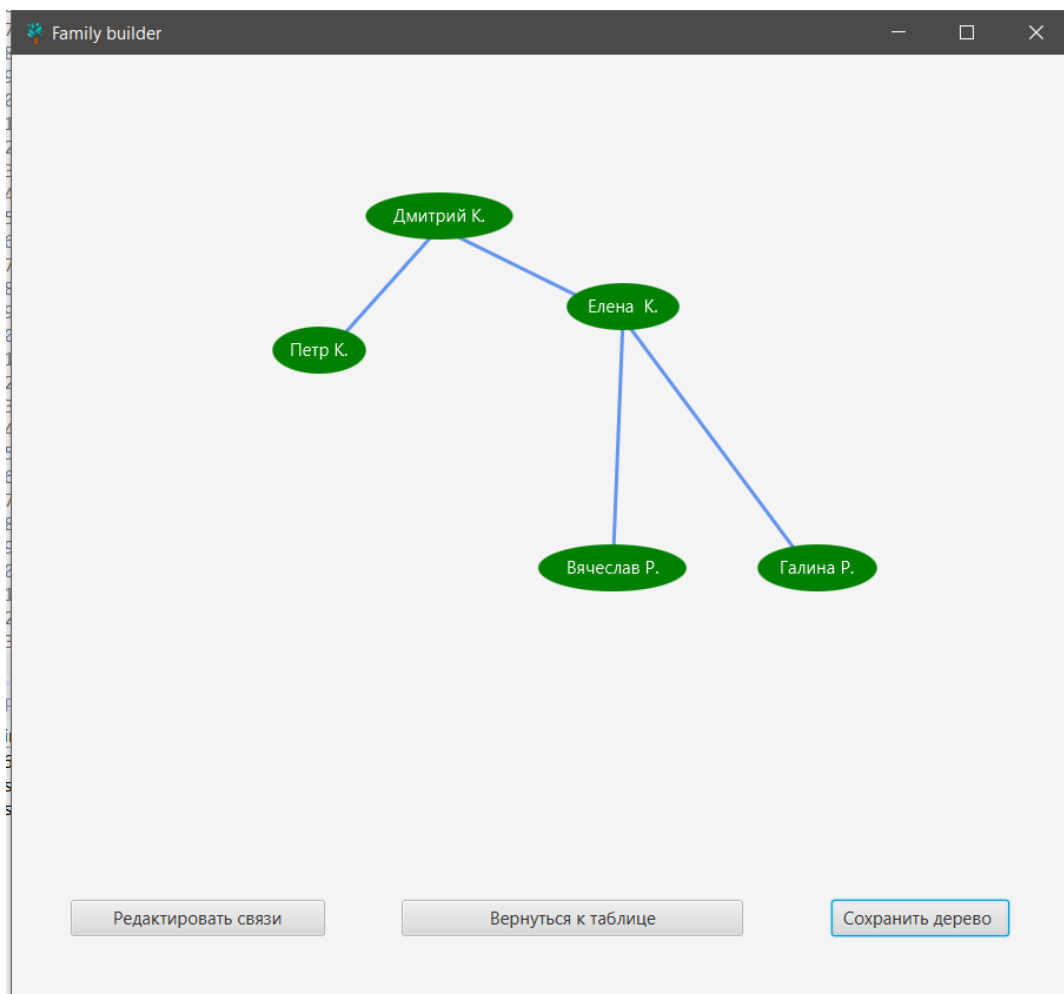 Family builder
Дмитрий К.
Елена  К.
Петр К.
Вячеслав Р.
Галина Р.
Редактировать связи
Вернуться к таблице
Сохранить дерево